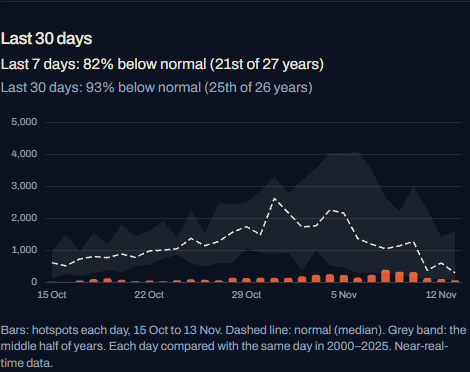 Last 30 days
Last 7 days: 82% below normal (21st of 27 years)
Last 30 days: 93% below normal (25th of 26 years)
5,000
4,000
3,000
2,000
1,000
0
15 Oct
22 Oct
29 Oct
5 Nov
12 Nov
Bars: hotspots each day, 15 Oct to 13 Nov. Dashed line: normal (median). Grey band: the
middle half of years. Each day compared with the same day in 2000–2025. Near-real-
time data.